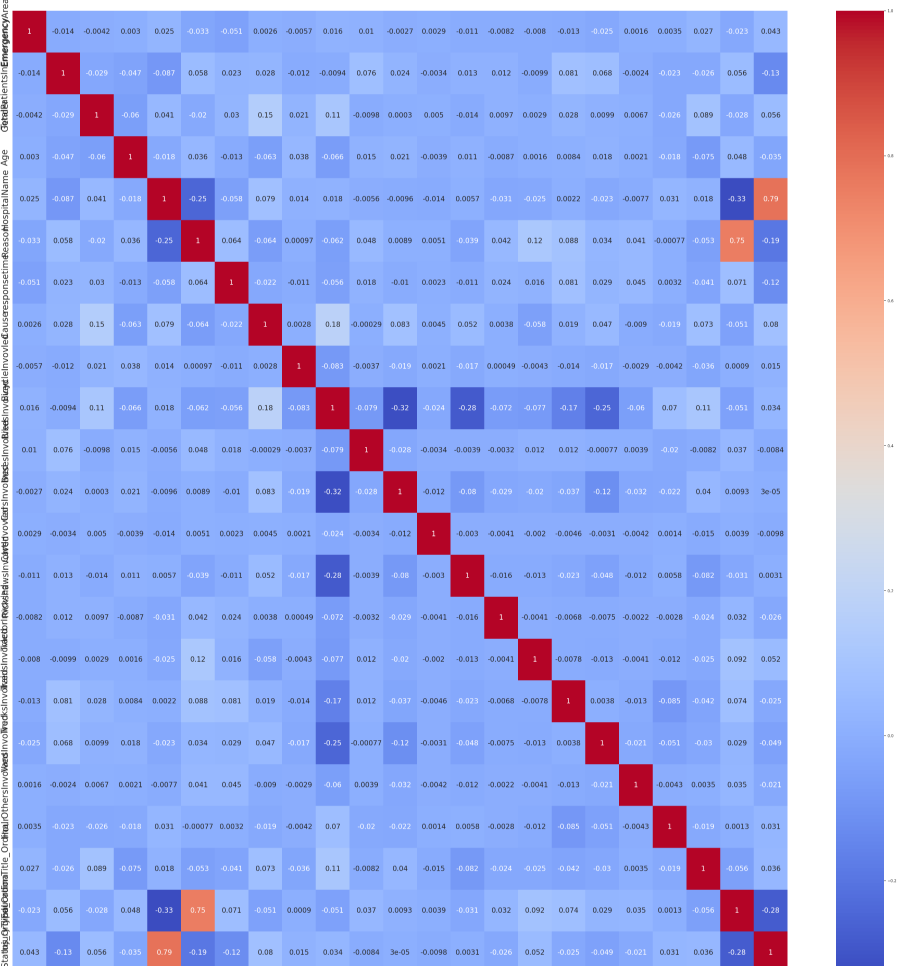 EmergencyArea
1 -0.014 -0.0042 0.003 0.025 -0.033 -0.051 0.0026 -0.0057 0.016 0.01 -0.0027 0.0029 -0.011 -0.0082 -0.008 -0.013 -0.025 0.0016 0.0035 0.027 -0.023 0.043
-0.014 1 -0.029 -0.047 -0.087 0.058 0.023 0.028 -0.012 -0.0094 0.076 0.024 -0.0034 0.013 0.012 -0.0099 0.081 0.068 -0.0024 -0.023 -0.026 0.056 -0.13
-0.0042 -0.029 1 -0.06 0.041 -0.02 0.03 0.15 0.021 0.11 -0.0098 0.0003 0.005 -0.014 0.0097 0.0029 0.028 0.0099 0.0067 -0.026 0.089 -0.028 0.056
Age
0.003 -0.047 -0.06 1 -0.018 0.036 -0.013 -0.063 0.038 -0.066 0.015 0.021 -0.0039 0.011 -0.0087 0.0016 0.0084 0.018 0.0021 -0.018 -0.075 0.048 -0.035
HospitalName
0.025 -0.087 0.041 -0.018 1 -0.25 -0.058 0.079 0.014 0.018 -0.0056 -0.0096 -0.014 0.0057 -0.031 -0.025 0.0022 -0.023 -0.0077 0.031 0.018 -0.33 0.79
Reason
-0.033 0.058 -0.02 0.036 -0.25 1 0.064 -0.064 0.00097 -0.062 0.048 0.0089 0.0051 -0.039 0.042 0.12 0.088 0.034 0.041 -0.00077 -0.053 0.75 -0.19
responsetime
-0.051 0.023 0.03 -0.013 -0.058 0.064 1 -0.022 -0.011 -0.056 0.018 -0.01 0.0023 -0.011 0.024 0.016 0.081 0.029 0.045 0.0032 -0.041 0.071 -0.12
Cause
0.0026 0.028 0.15 -0.063 0.079 -0.064 -0.022 1 0.0028 0.18 -0.00029 0.083 0.0045 0.052 0.0038 -0.058 0.019 0.047 -0.009 -0.019 0.073 -0.051 0.08
-0.0057 -0.012 0.021 0.038 0.014 0.00097 -0.011 0.0028 1 -0.083 -0.0037 -0.019 0.0021 -0.017 0.00049 -0.0043 -0.014 -0.017 -0.0029 -0.0042 -0.036 0.0009 0.015
0.016 -0.0094 0.11 -0.066 0.018 -0.062 -0.056 0.18 -0.083 1 -0.079 -0.32 -0.024 -0.28 -0.072 -0.077 -0.17 -0.25 -0.06 0.07 0.11 -0.051 0.034
0.01 0.076 -0.0098 0.015 -0.0056 0.048 0.018 -0.00029 -0.0037 -0.079 1 -0.028 -0.0034 -0.0039 -0.0032 0.012 0.012 -0.00077 0.0039 -0.02 -0.0082 0.037 -0.0084
-0.0027 0.024 0.0003 0.021 -0.0096 0.0089 -0.01 0.083 -0.019 -0.32 -0.028 1 -0.012 -0.08 -0.029 -0.02 -0.037 -0.12 -0.032 -0.022 0.04 0.0093 3e-05
0.0029 -0.0034 0.005 -0.0039 -0.014 0.0051 0.0023 0.0045 0.0021 -0.024 -0.0034 -0.012 1 -0.003 -0.0041 -0.002 -0.0046 -0.0031 -0.0042 0.0014 -0.015 0.0039 -0.0098
-0.011 0.013 -0.014 0.011 0.0057 -0.039 -0.011 0.052 -0.017 -0.28 -0.0039 -0.08 -0.003 1 -0.016 -0.013 -0.023 -0.048 -0.012 0.0058 -0.082 -0.031 0.0031
-0.0082 0.012 0.0097 -0.0087 -0.031 0.042 0.024 0.0038 0.00049 -0.072 -0.0032 -0.029 -0.0041 -0.016 1 -0.0041 -0.0068 -0.0075 -0.0022 -0.0028 -0.024 0.032 -0.026
-0.008 -0.0099 0.0029 0.0016 -0.025 0.12 0.016 -0.058 -0.0043 -0.077 0.012 -0.02 -0.002 -0.013 -0.0041 1 -0.0078 -0.013 -0.0041 -0.012 -0.025 0.092 0.052
-0.013 0.081 0.028 0.0084 0.0022 0.088 0.081 0.019 -0.014 -0.17 0.012 -0.037 -0.0046 -0.023 -0.0068 -0.0078 1 0.0038 -0.013 -0.085 -0.042 0.074 -0.025
-0.025 0.068 0.0099 0.018 -0.023 0.034 0.029 0.047 -0.017 -0.25 -0.00077 -0.12 -0.0031 -0.048 -0.0075 -0.013 0.0038 1 -0.021 -0.051 -0.03 0.029 -0.049
OthersInvolved
0.0016 -0.0024 0.0067 0.0021 -0.0077 0.041 0.045 -0.009 -0.0029 -0.06 0.0039 -0.032 -0.0042 -0.012 -0.0022 -0.0041 -0.013 -0.021 1 -0.0043 0.0035 0.035 -0.021
0.0035 -0.023 -0.026 -0.018 0.031 -0.00077 0.0032 -0.019 -0.0042 0.07 -0.02 -0.022 0.0014 0.0058 -0.0028 -0.012 -0.085 -0.051 -0.0043 1 -0.019 0.0013 0.031
0.027 -0.026 0.089 -0.075 0.018 -0.053 -0.041 0.073 -0.036 0.11 -0.0082 0.04 -0.015 -0.082 -0.024 -0.025 -0.042 -0.03 0.0035 -0.019 1 -0.056 0.036
-0.023 0.056 -0.028 0.048 -0.33 0.75 0.071 -0.051 0.0009 -0.051 0.037 0.0093 0.0039 -0.031 0.032 0.092 0.074 0.029 0.035 0.0013 -0.056 1 -0.28
0.043 -0.13 0.056 -0.035 0.79 -0.19 -0.12 0.08 0.015 0.034 -0.0084 3e-05 -0.0098 0.0031 -0.026 0.052 -0.025 -0.049 -0.021 0.031 0.036 -0.28 1
1.0
0.8
0.6
0.4
0.0